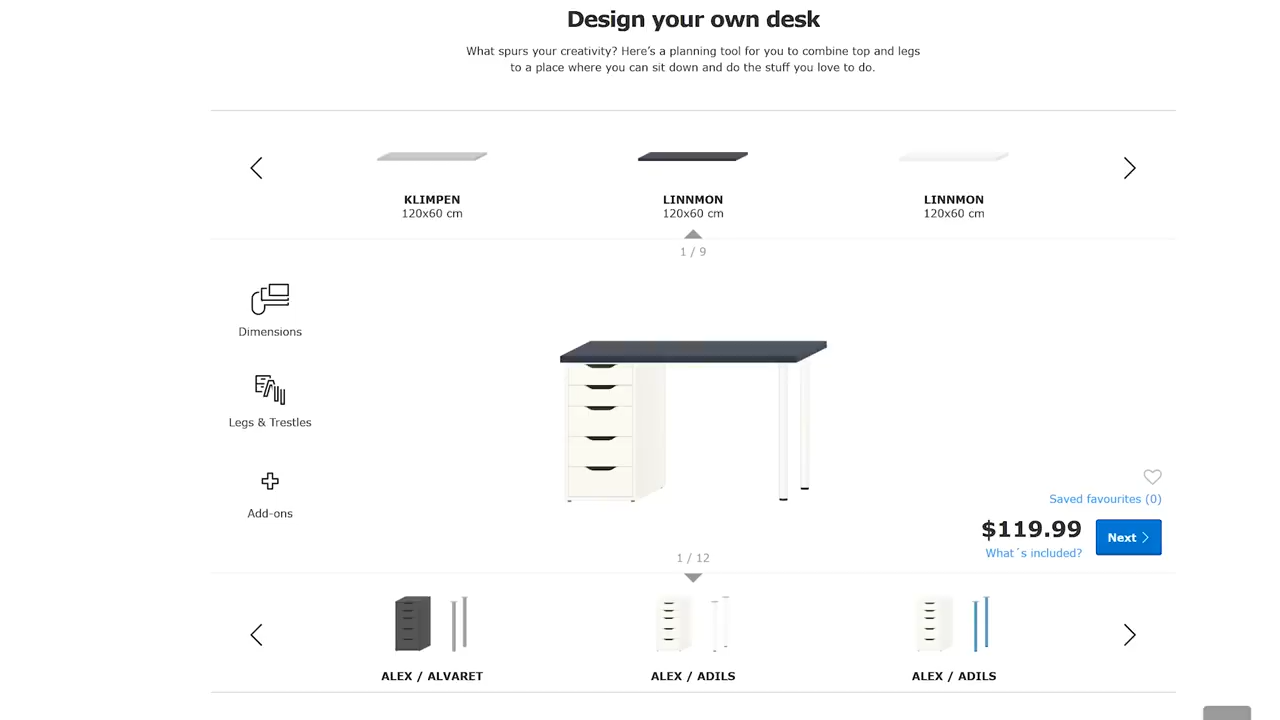 Design your own desk
What spurs your creativity? Here's a planning tool for you to combine top and legs
to a place where you can sit down and do the stuff you love to do.
KLIMPEN
120x60 cm
LINNMON
120x60 cm
LINNMON
120x60 cm
1 / 9
Dimensions
Legs & Trestles
Add-ons
Saved favourites (0)
$119.99
Next
What´s included?
1 / 12
ALEX / ALVARET
ALEX / ADILS
ALEX / ADILS